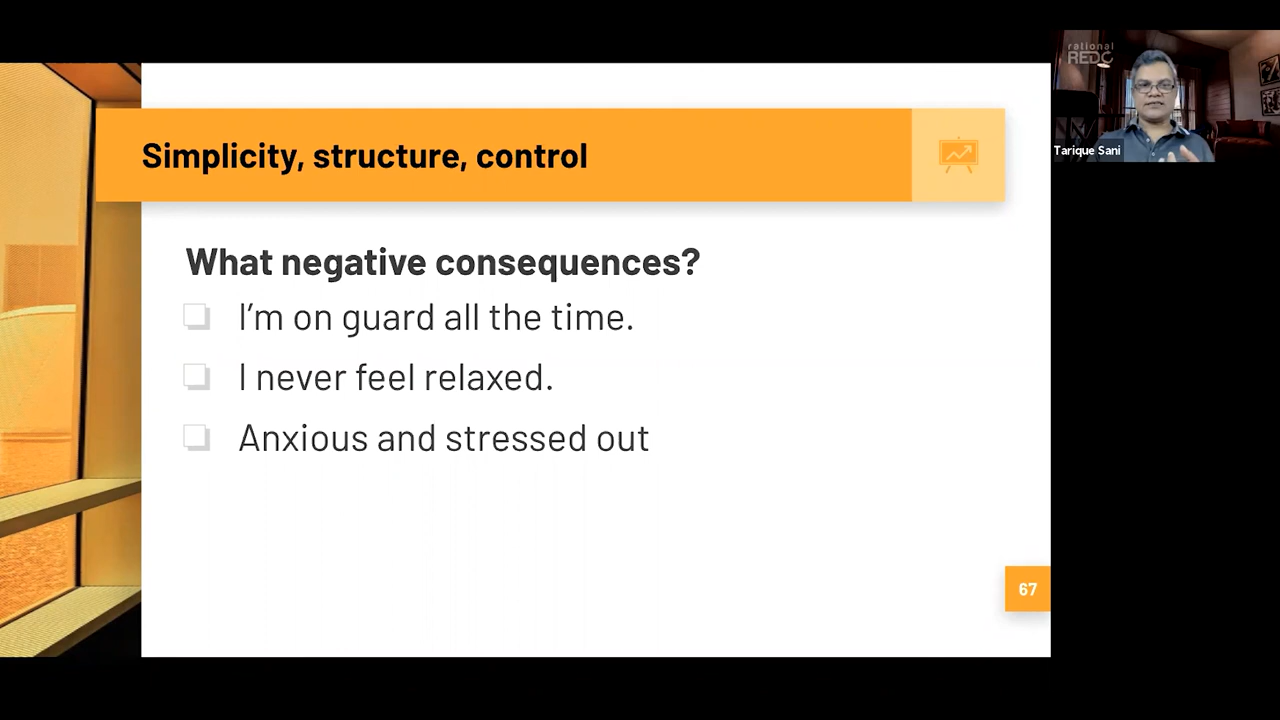 rational
REDC
Tarique Sani
Simplicity, structure, control
What negative consequences?
I'm on guard all the time.
I never feel relaxed.
Anxious and stressed out
67